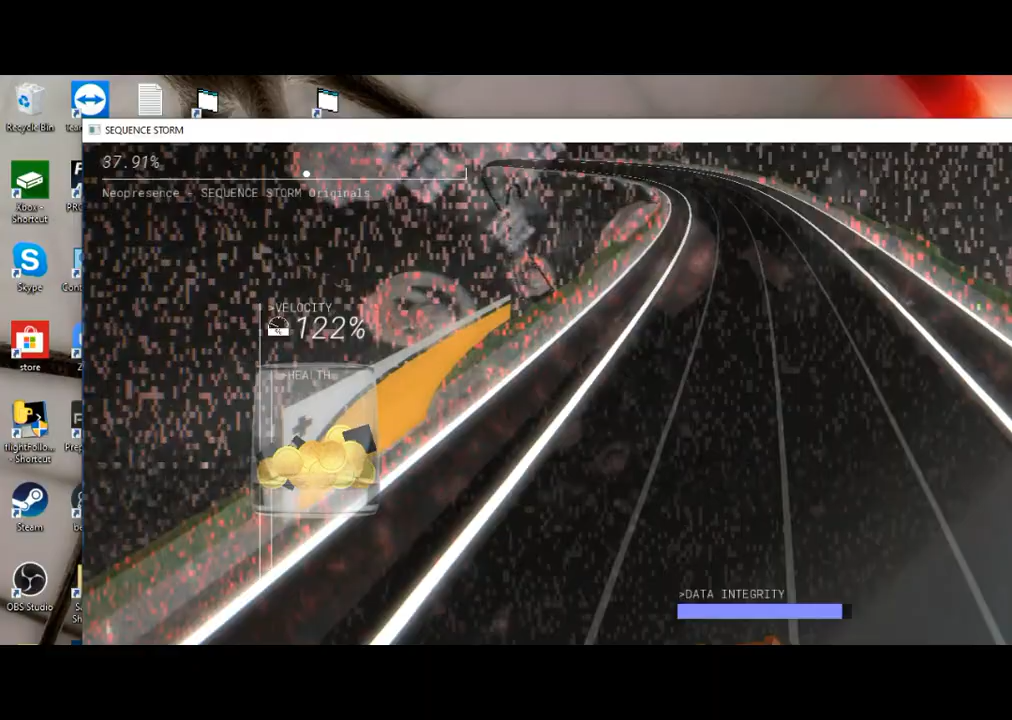 Recycle Bin
SEQUENCE STORM
37.91%
Neopresence - SEQUENCE STORM Originals
Xbox -
Shortcut
Skype
>VELOCITY
122%
>HEALTH
store
- Shortcut
Steam
OBS Studio
>DATA INTEGRITY